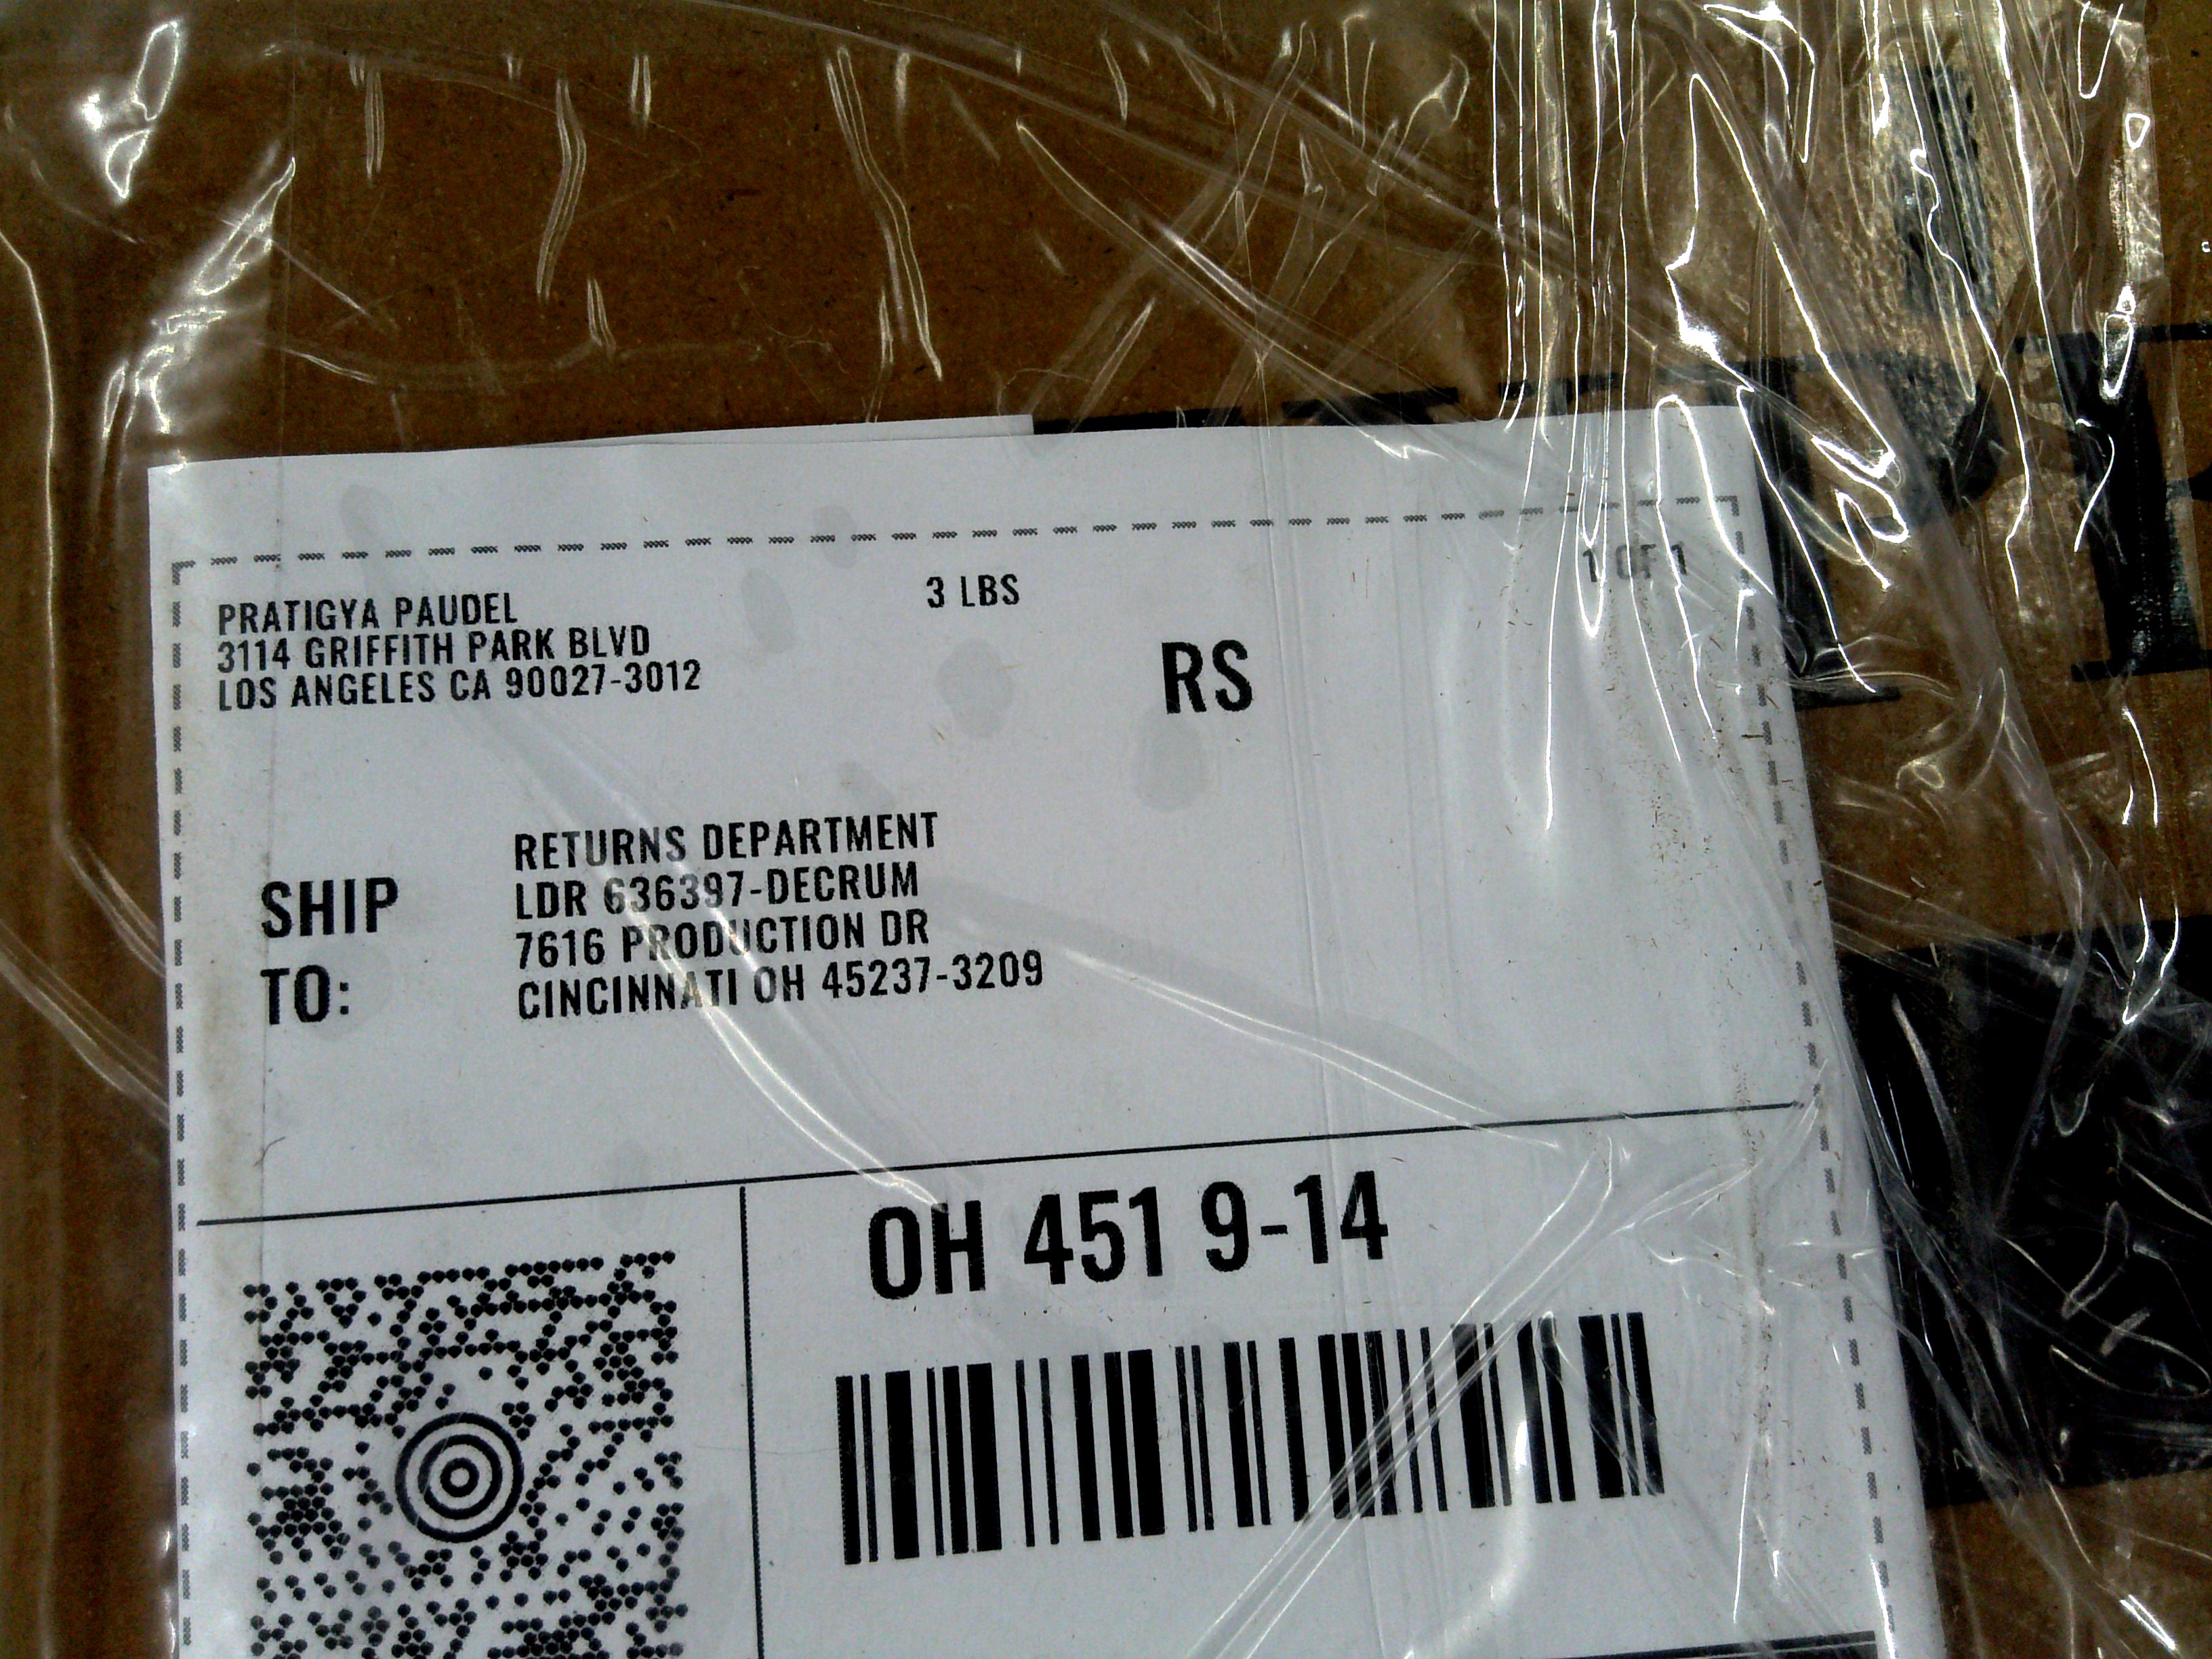 PRATIGYA PAUDEL
3114 GRIFFITH PARK BLVD
LOS ANGELES CA 90027-3012
3 LBS
1 OF 1
RS
SHIP
TO:
RETURNS DEPARTMENT
LDR 636397-DECRUM
7616 PRODUCTION DR
CINCINNATI OH 45237-3209
OH 451 9-14